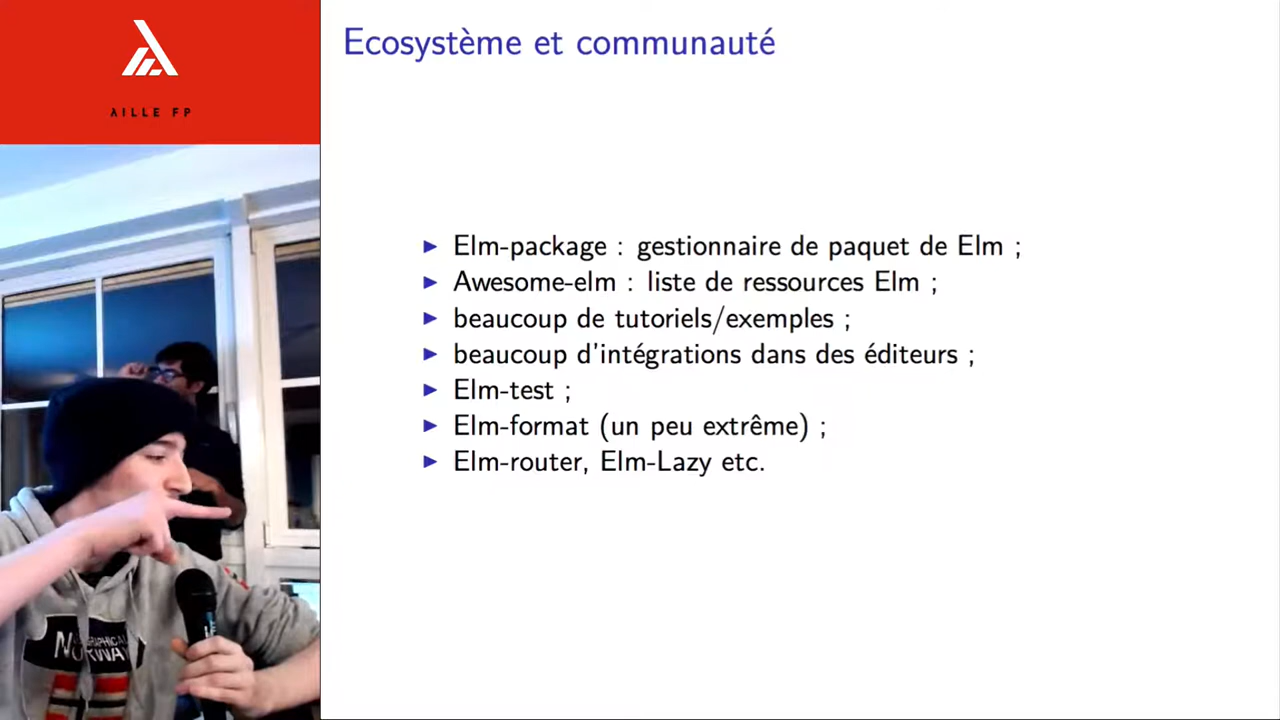 λILLE FP
Ecosystème et communauté
Elm-package : gestionnaire de paquet de Elm ;
Awesome-elm : liste de ressources Elm ;
beaucoup de tutoriels/exemples ;
beaucoup d'intégrations dans des éditeurs ;
Elm-test ;
Elm-format (un peu extrême) ;
Elm-router, Elm-Lazy etc.
NORWAY